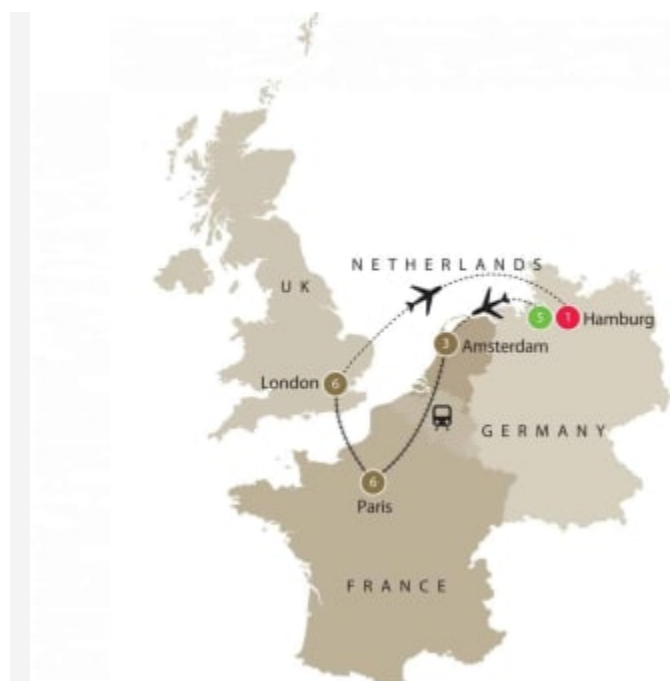 NETHERLANDS
UK
5
1
Hamburg
3
Amsterdam
London
6
GERMANY
6
Paris
FRANCE